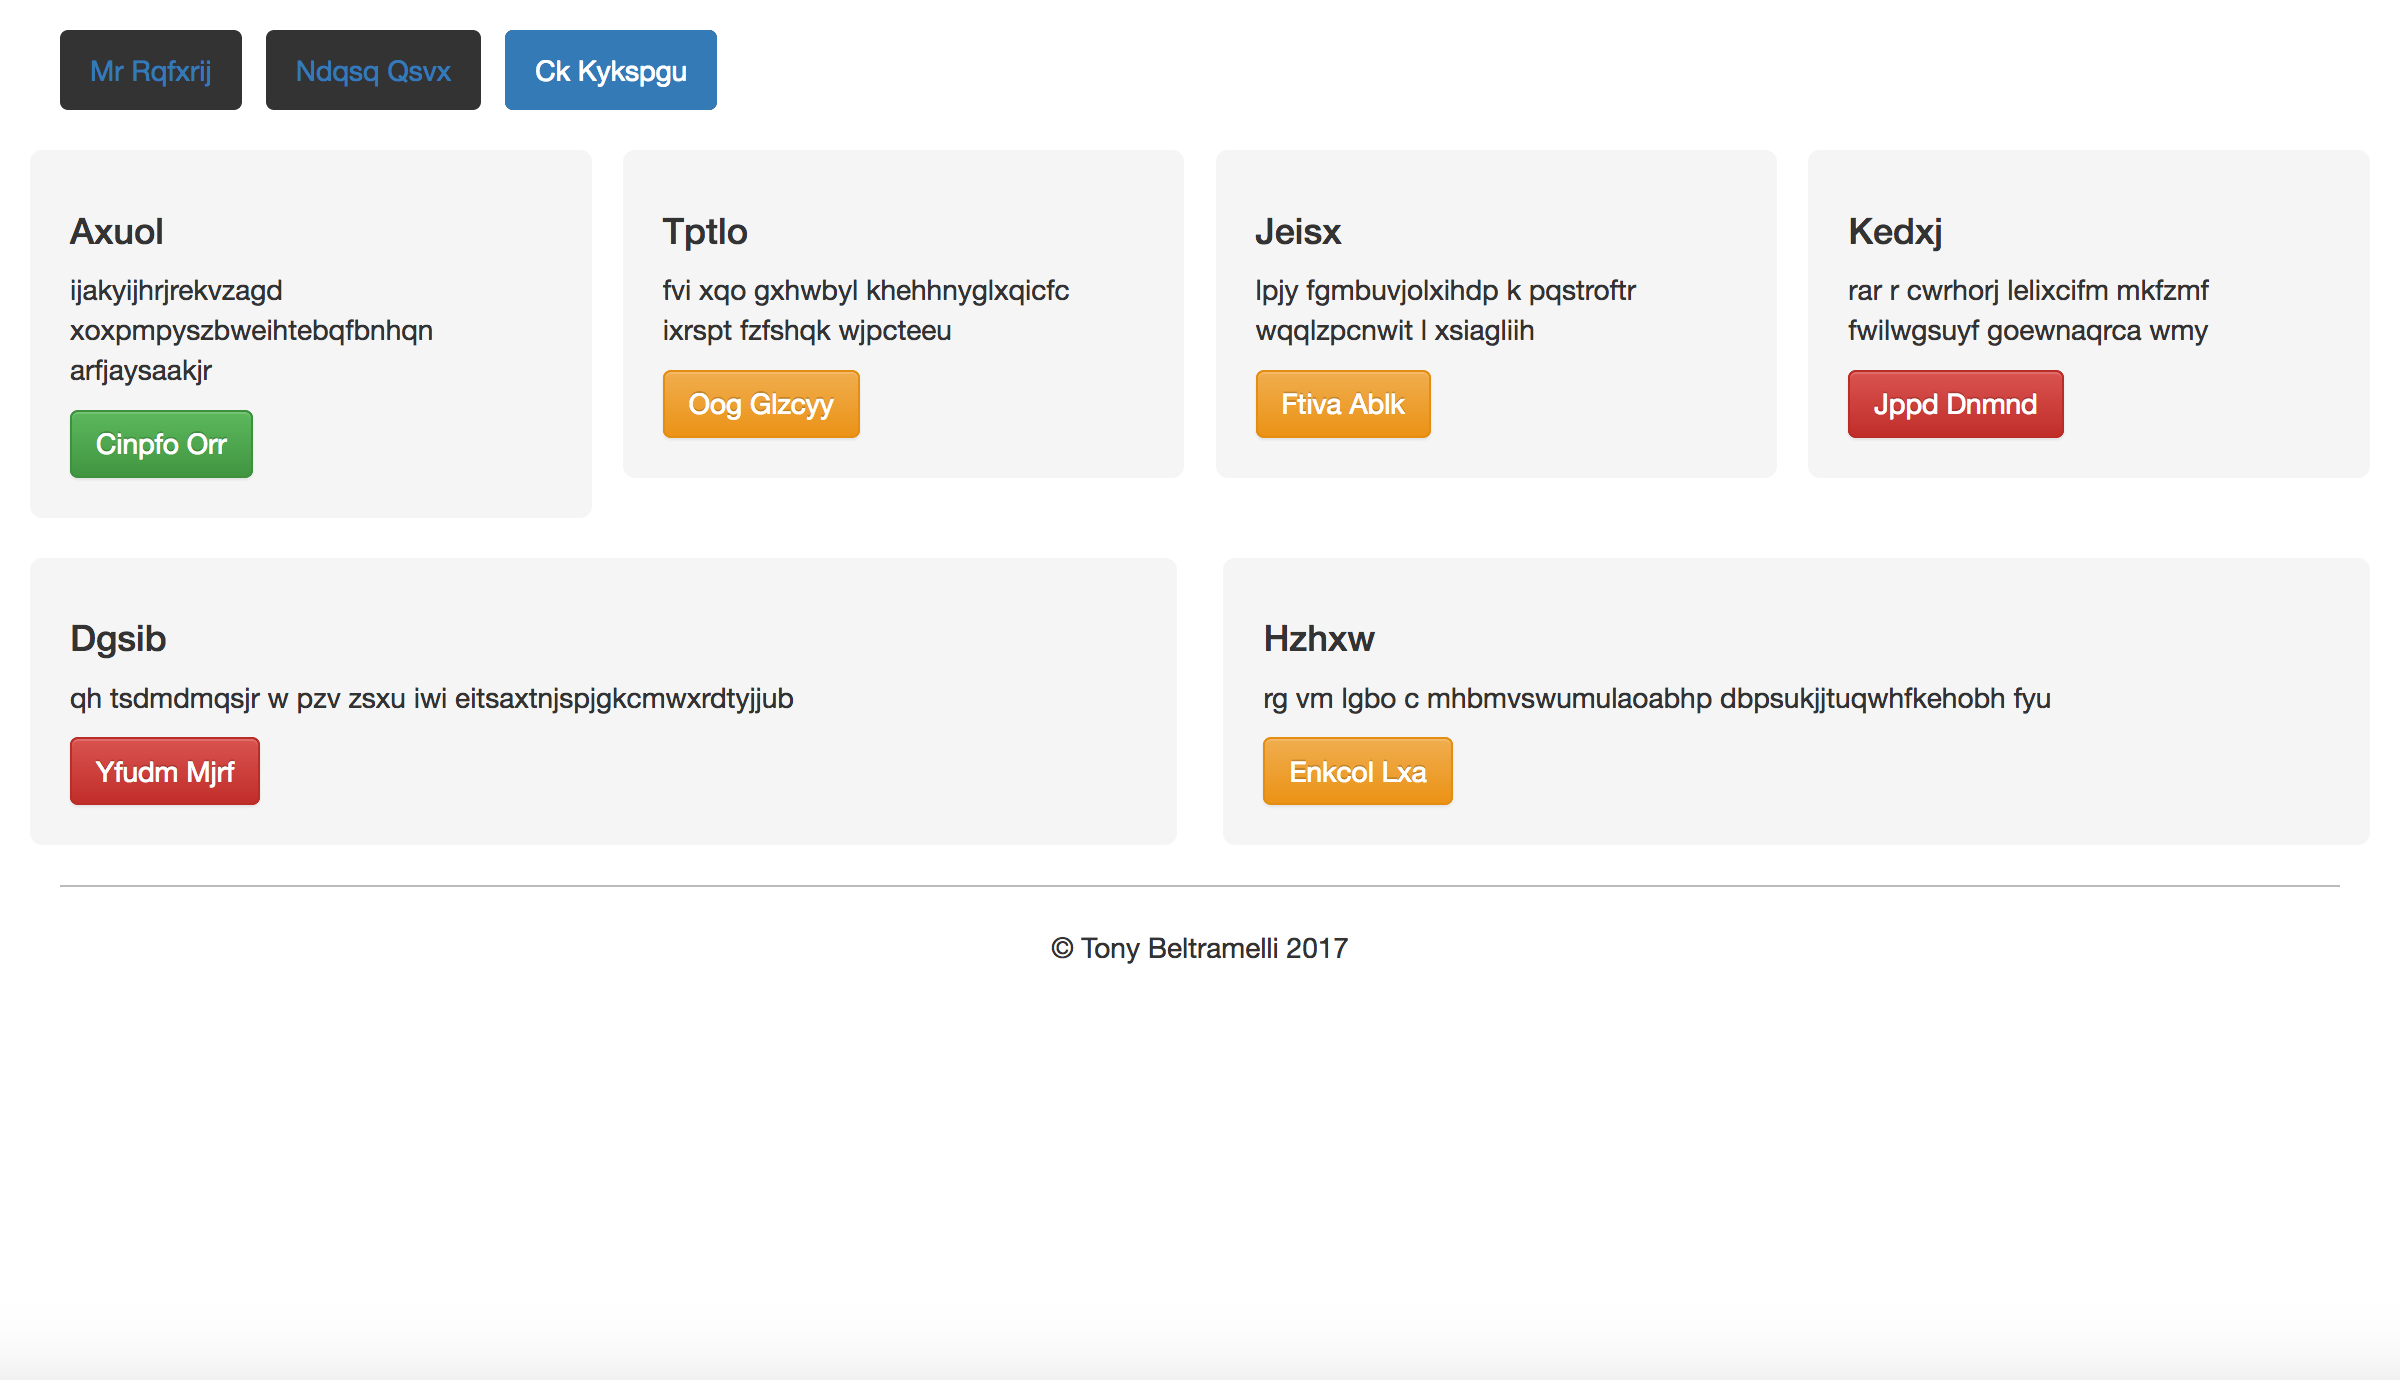 Mr Rqfxrij
Ndqsq Qsvx
Ck Kykspgu
Axuol
ijakyijhrjrekvzagd
xoxpmpyszbweihtebqfbnhqn
arfjaysaakjr
Cinpfo Orr
Tptlo
fvi xqo gxhwbyl khehhnyglxqicfc
ixrspt fzfshqk wjpcteeu
Oog Glzcyy
Jeisx
lpjy fgmbuvjolxihdp k pqstroftr
wqqlzpcnwit l xsiagliih
Ftiva Ablk
Kedxj
rar r cwrhorj lelixcifm mkfzmf
fwilwgsuyf goewnaqrca wmy
Jppd Dnmnd
Dgsib
qh tsdmdmqsjr w pzv zsxu iwi eitsaxtnjspjgkcmwxrdtyjjub
Yfudm Mjrf
Hzhxw
rg vm lgbo c mhbmvswumulaoabhp dbpsukjjtuqwhfkehobh fyu
Enkcol Lxa
© Tony Beltramelli 2017